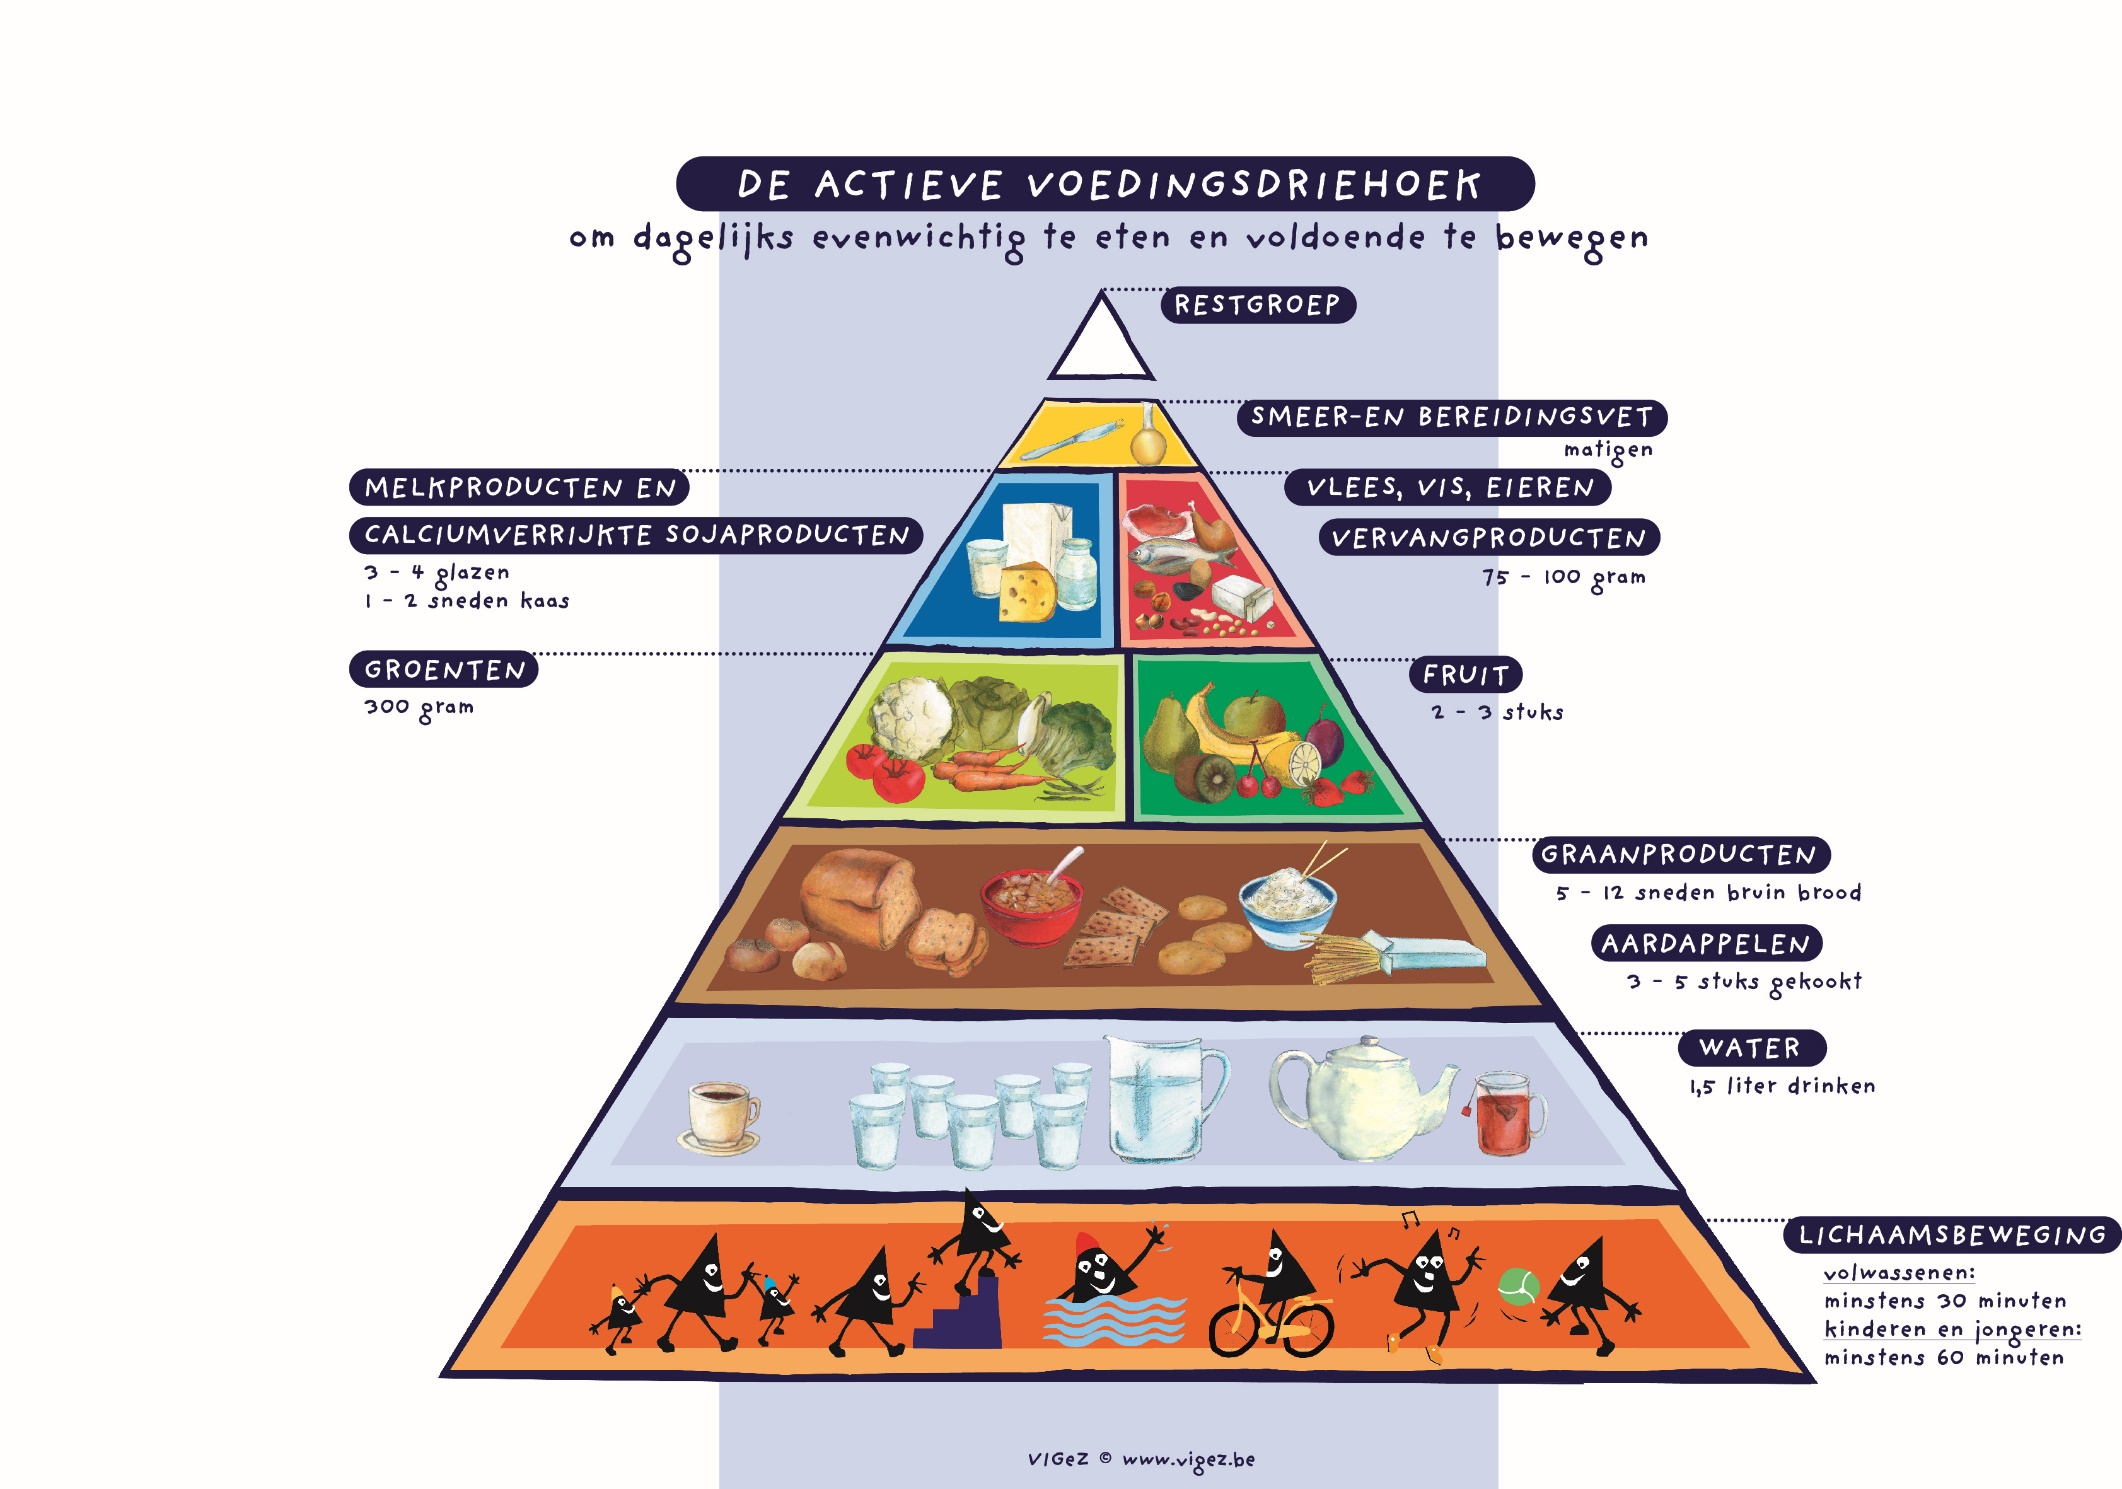 DE ACTIEVE VOEDINGSDRIEHOEK
om dagelijks evenwichtig te eten en voldoende te bewegen
RESTGROEP
SMEER-EN BEREIDINGSVET
matigen
MELKPRODUCTEN EN
CALCIUMVERRIJKTE SOJAPRODUCTEN
3 - 4 glazen
1 - 2 sneden kaas
VLEES, VIS, EIEREN
VERVANGPRODUCTEN
75 - 100 gram
GROENTEN
300 gram
FRUIT
2 - 3 stuks
GRAANPRODUCTEN
5 - 12 sneden bruin brood
AARDAPPELEN
3 - 5 stuks gekookt
WATER
1,5 liter drinken
LICHAAMSBEWEGING
volwassenen:
minstens 30 minuten
kinderen en jongeren:
minstens 60 minuten
VIGeZ © www.vigez.be